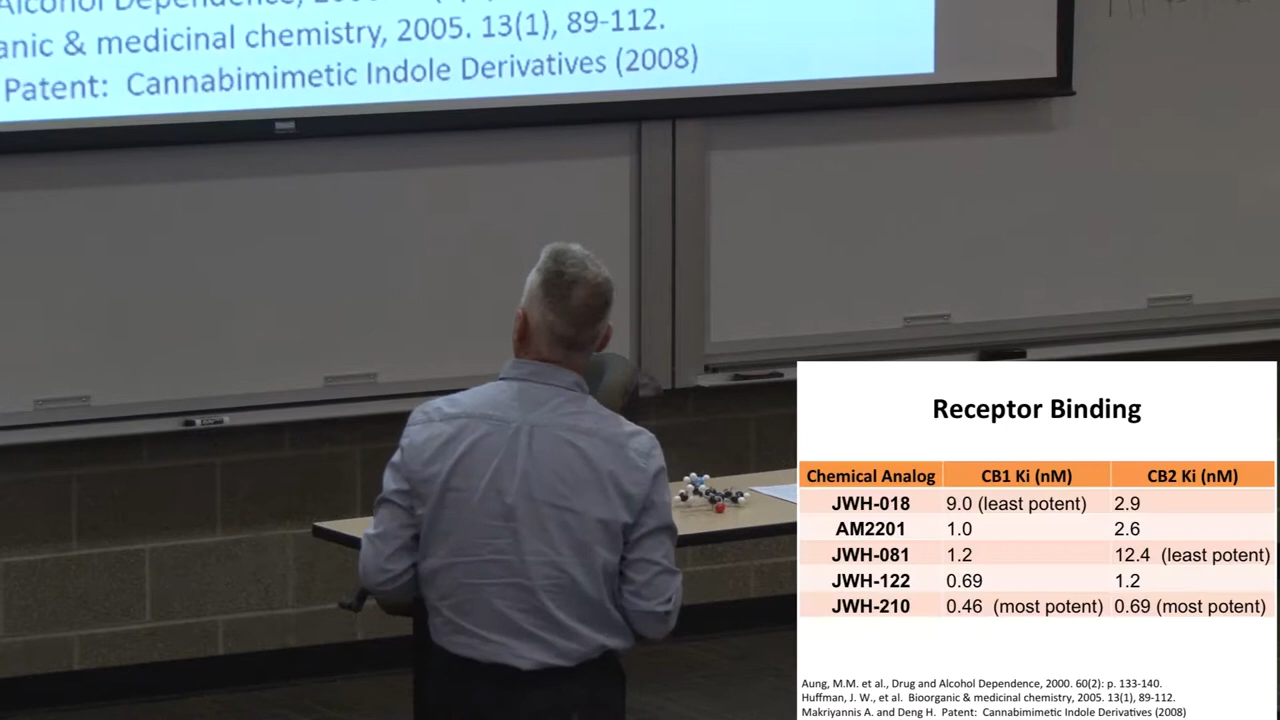 Alcohol Dependence,
anic & medicinal chemistry, 2005. 13(1), 89-112.
Patent: Cannabimimetic Indole Derivatives (2008)
Receptor Binding
Chemical Analog CB1 Ki (nM) CB2 Ki (nM)
JWH-018 9.0 (least potent) 2.9
AM2201 1.0 2.6
JWH-081 1.2 12.4 (least potent)
JWH-122 0.69 1.2
JWH-210 0.46 (most potent) 0.69 (most potent)
Aung, M.M. et al., Drug and Alcohol Dependence, 2000. 60(2): p. 133-140.
Huffman, J. W., et al. Bioorganic & medicinal chemistry, 2005. 13(1), 89-112.
Makriyannis A. and Deng H. Patent: Cannabimimetic Indole Derivatives (2008)